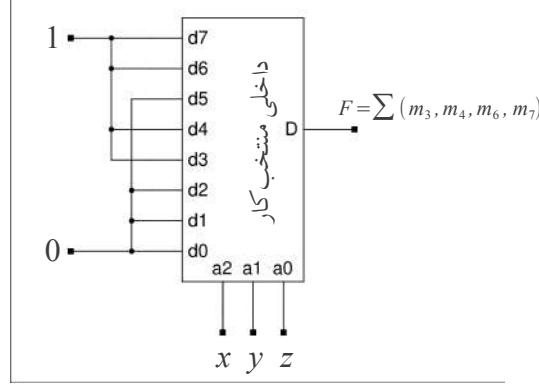 1
d7
d6
d5
d4
d3
d2
d1
d0
0
داخلی منتخب کار
D
F = ∑ (m₃, m₄, m₆, m₇)
a2 a1 a0
x y z